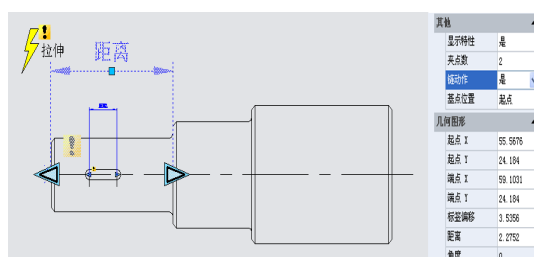 拉伸
距离
其他
显示特性 是
夹点数 2
链动作 是
基点位置 起点
几何图形
起点 X 55.5676
起点 Y 24.184
端点 X 59.1031
端点 Y 24.184
标签偏移 3.5356
距离 2.2752
角度 0